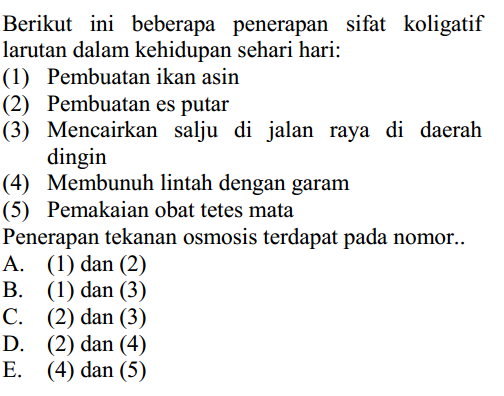 Berikut ini beberapa penerapan sifat koligatif
larutan dalam kehidupan sehari hari:
(1) Pembuatan ikan asin
(2) Pembuatan es putar
(3) Mencairkan salju di jalan raya di daerah
dingin
(4) Membunuh lintah dengan garam
(5) Pemakaian obat tetes mata
Penerapan tekanan osmosis terdapat pada nomor..
A. (1) dan (2)
B. (1) dan (3)
C. (2) dan (3)
D. (2) dan (4)
E. (4) dan (5)